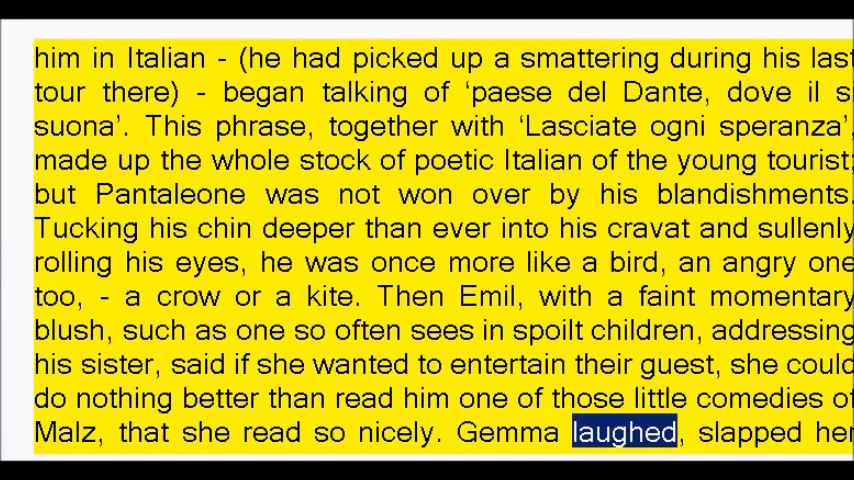 him in Italian - (he had picked up a smattering during his last
tour there) - began talking of ‘paese del Dante, dove il s
suona’. This phrase, together with ‘Lasciate ogni speranza’,
made up the whole stock of poetic Italian of the young tourist;
but Pantaleone was not won over by his blandishments.
Tucking his chin deeper than ever into his cravat and sullenly
rolling his eyes, he was once more like a bird, an angry one
too, - a crow or a kite. Then Emil, with a faint momentary
blush, such as one so often sees in spoilt children, addressing
his sister, said if she wanted to entertain their guest, she could
do nothing better than read him one of those little comedies of
Malz, that she read so nicely. Gemma laughed, slapped her